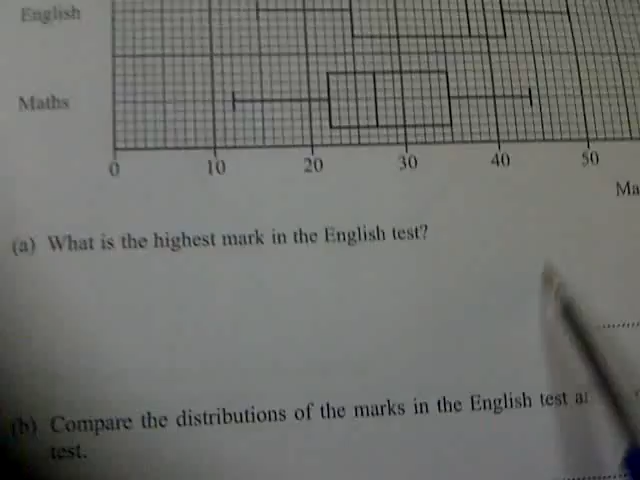 English
Maths
0 10 20 30 40 50
Ma
(a) What is the highest mark in the English test?
(b) Compare the distributions of the marks in the English test a
test.